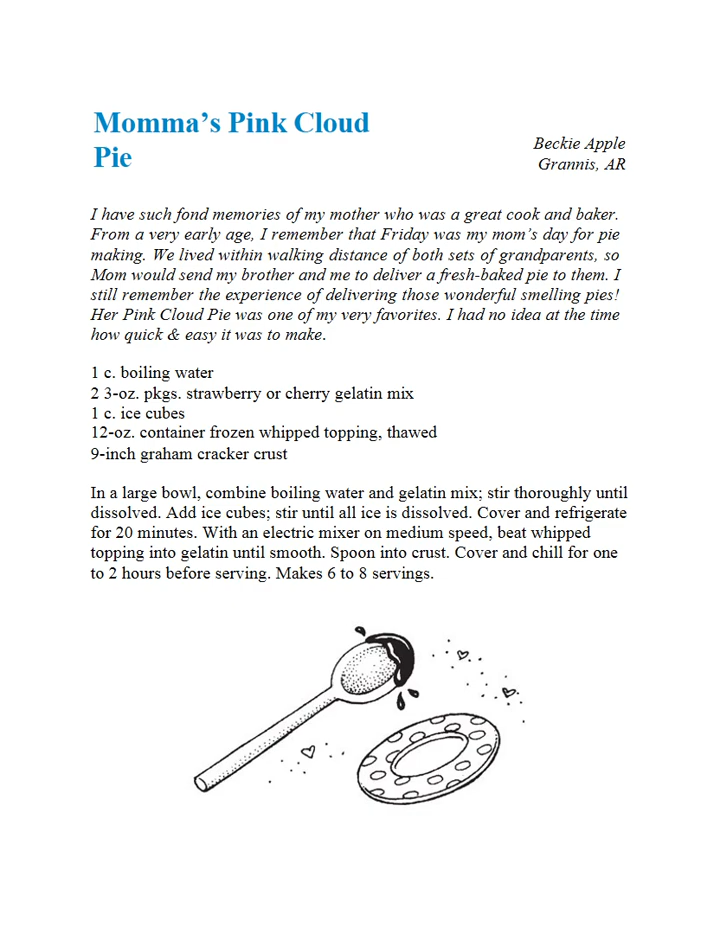 Momma’s Pink Cloud
Pie
Beckie Apple
Grannis, AR
I have such fond memories of my mother who was a great cook and baker.
From a very early age, I remember that Friday was my mom’s day for pie
making. We lived within walking distance of both sets of grandparents, so
Mom would send my brother and me to deliver a fresh-baked pie to them. I
still remember the experience of delivering those wonderful smelling pies!
Her Pink Cloud Pie was one of my very favorites. I had no idea at the time
how quick & easy it was to make.
1 c. boiling water
2 3-oz. pkgs. strawberry or cherry gelatin mix
1 c. ice cubes
12-oz. container frozen whipped topping, thawed
9-inch graham cracker crust
In a large bowl, combine boiling water and gelatin mix; stir thoroughly until
dissolved. Add ice cubes; stir until all ice is dissolved. Cover and refrigerate
for 20 minutes. With an electric mixer on medium speed, beat whipped
topping into gelatin until smooth. Spoon into crust. Cover and chill for one
to 2 hours before serving. Makes 6 to 8 servings.